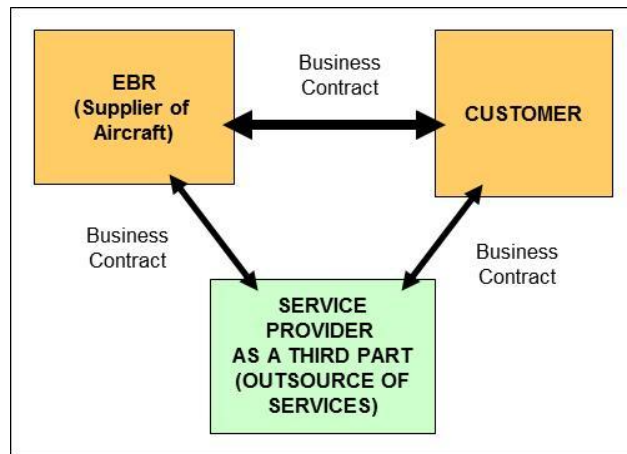 EBR
(Supplier of
Aircraft)
Business
Contract
CUSTOMER
Business
Contract
Business
Contract
SERVICE
PROVIDER
AS A THIRD PART
(OUTSOURCE OF
SERVICES)